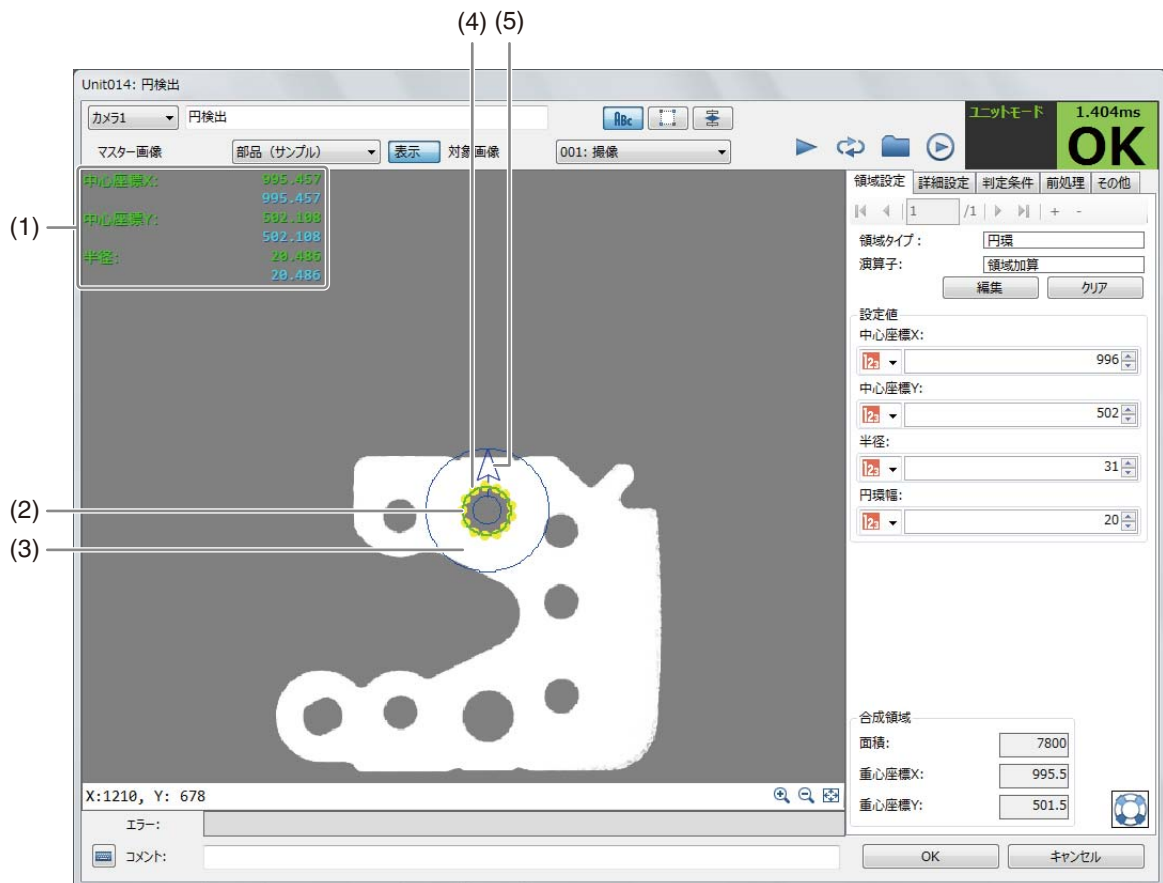 (4) (5)
Unit014: 円検出
カメラ1 円検出 ABC
マスター画像 部品（サンプル） 表示 対象画像 001: 撮像
ユニットモード 1.404ms
OK
(1)
中心座標X: 995.457
995.457
中心座標Y: 502.108
502.108
半径: 20.486
20.486
領域設定 詳細設定 判定条件 前処理 その他
1 /1 + -
領域タイプ： 円環
演算子: 領域加算
編集 クリア
設定値
中心座標X:
123 996
中心座標Y:
123 502
半径:
123 31
円環幅:
123 20
(2)
(3)
合成領域
面積: 7800
重心座標X: 995.5
重心座標Y: 501.5
X:1210, Y: 678
エラー:
コメント:
OK キャンセル